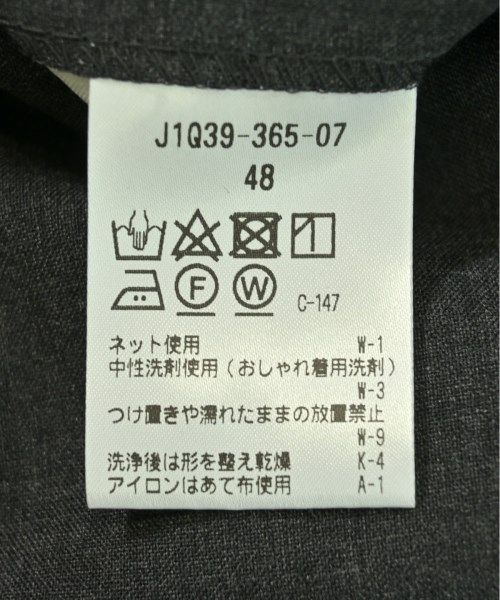 J1Q39-365-07
48
F W C-147
ネット使用 W-1
中性洗剤使用(おしゃれ着用洗剤)
W-3
つけ置きや濡れたままの放置禁止
W-9
洗浄後は形を整え乾燥 K-4
アイロンはあて布使用 A-1